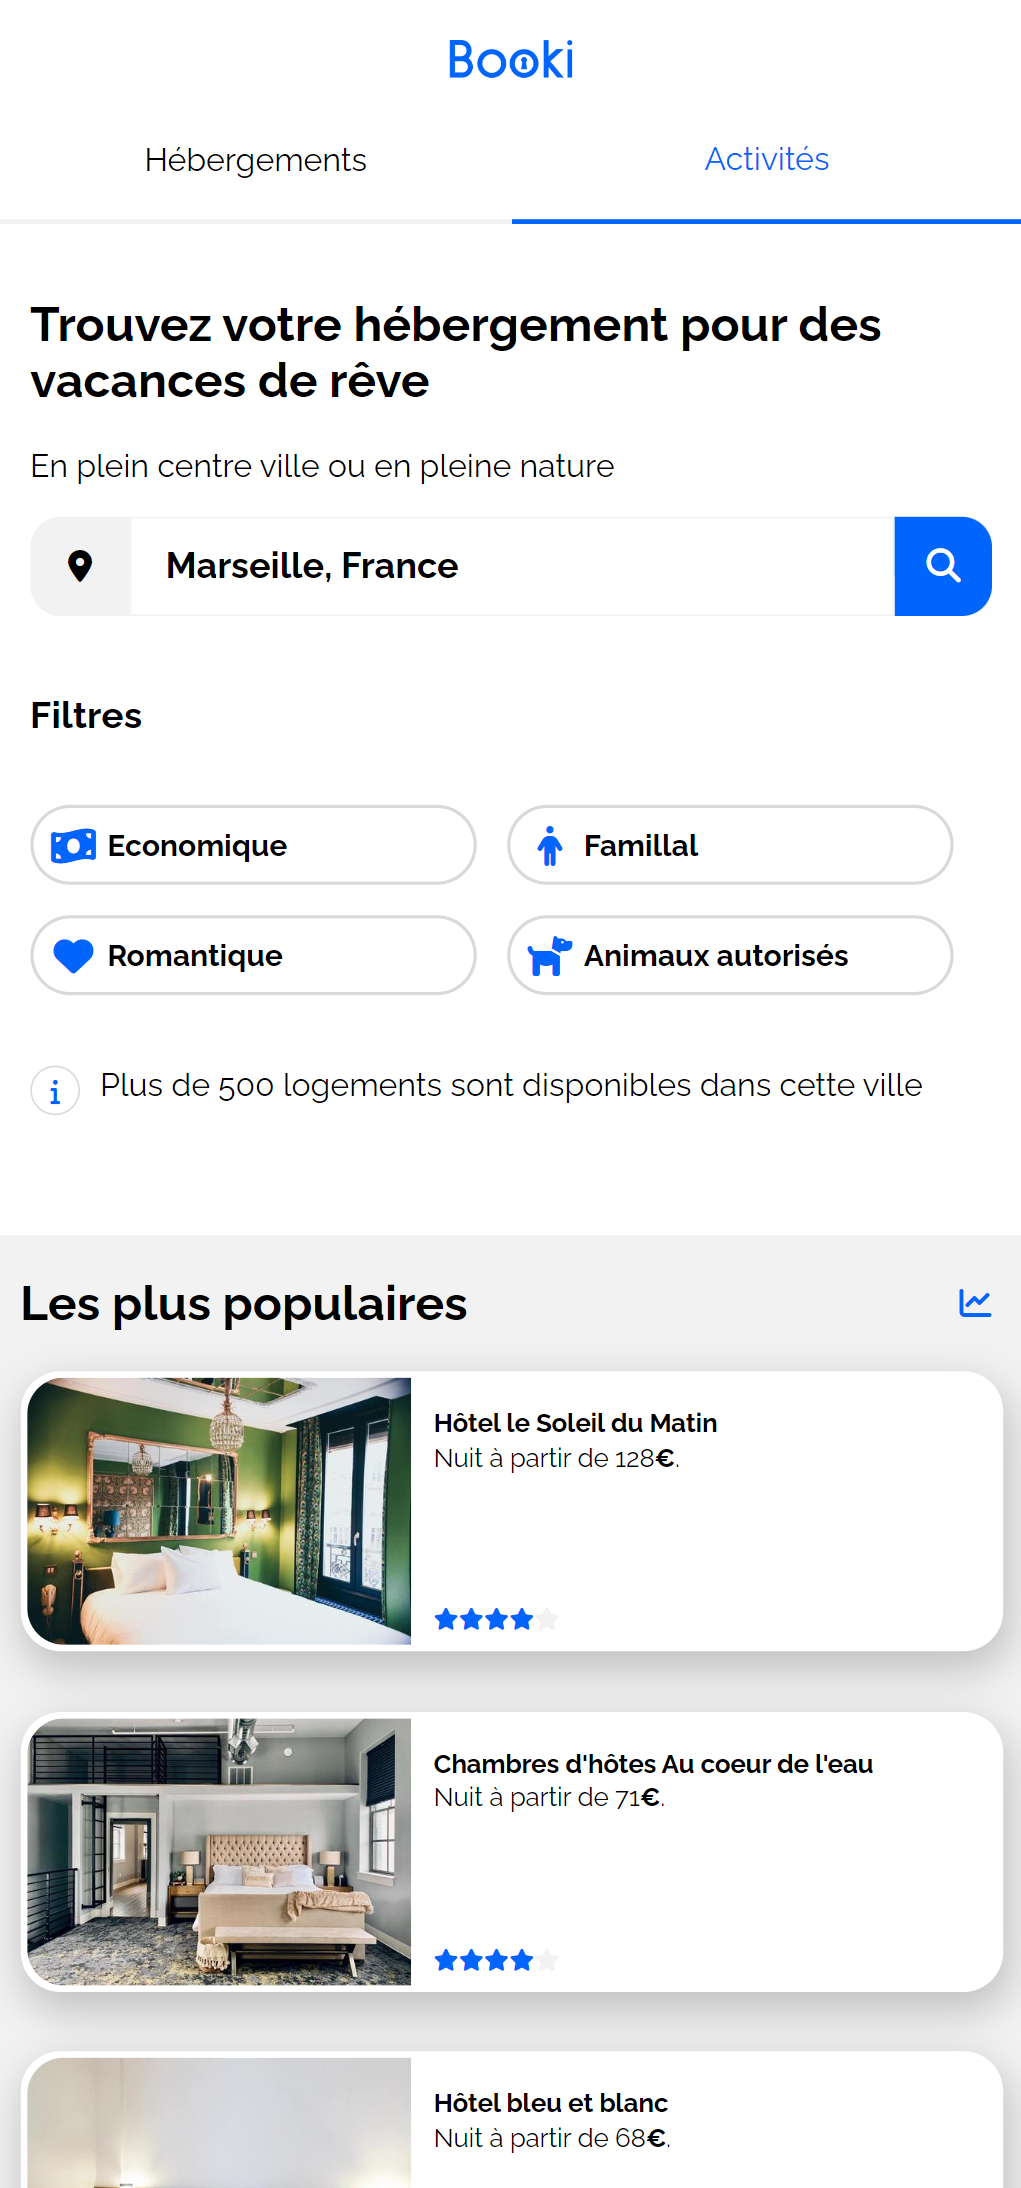 Booki
Hébergements
Activités
Trouvez votre hébergement pour des
vacances de rêve
En plein centre ville ou en pleine nature
Marseille, France
Filtres
Economique
Famillal
Romantique
Animaux autorisés
Plus de 500 logements sont disponibles dans cette ville
Les plus populaires
Hôtel le Soleil du Matin
Nuit à partir de 128€.
Chambres d'hôtes Au coeur de l'eau
Nuit à partir de 71€.
Hôtel bleu et blanc
Nuit à partir de 68€.